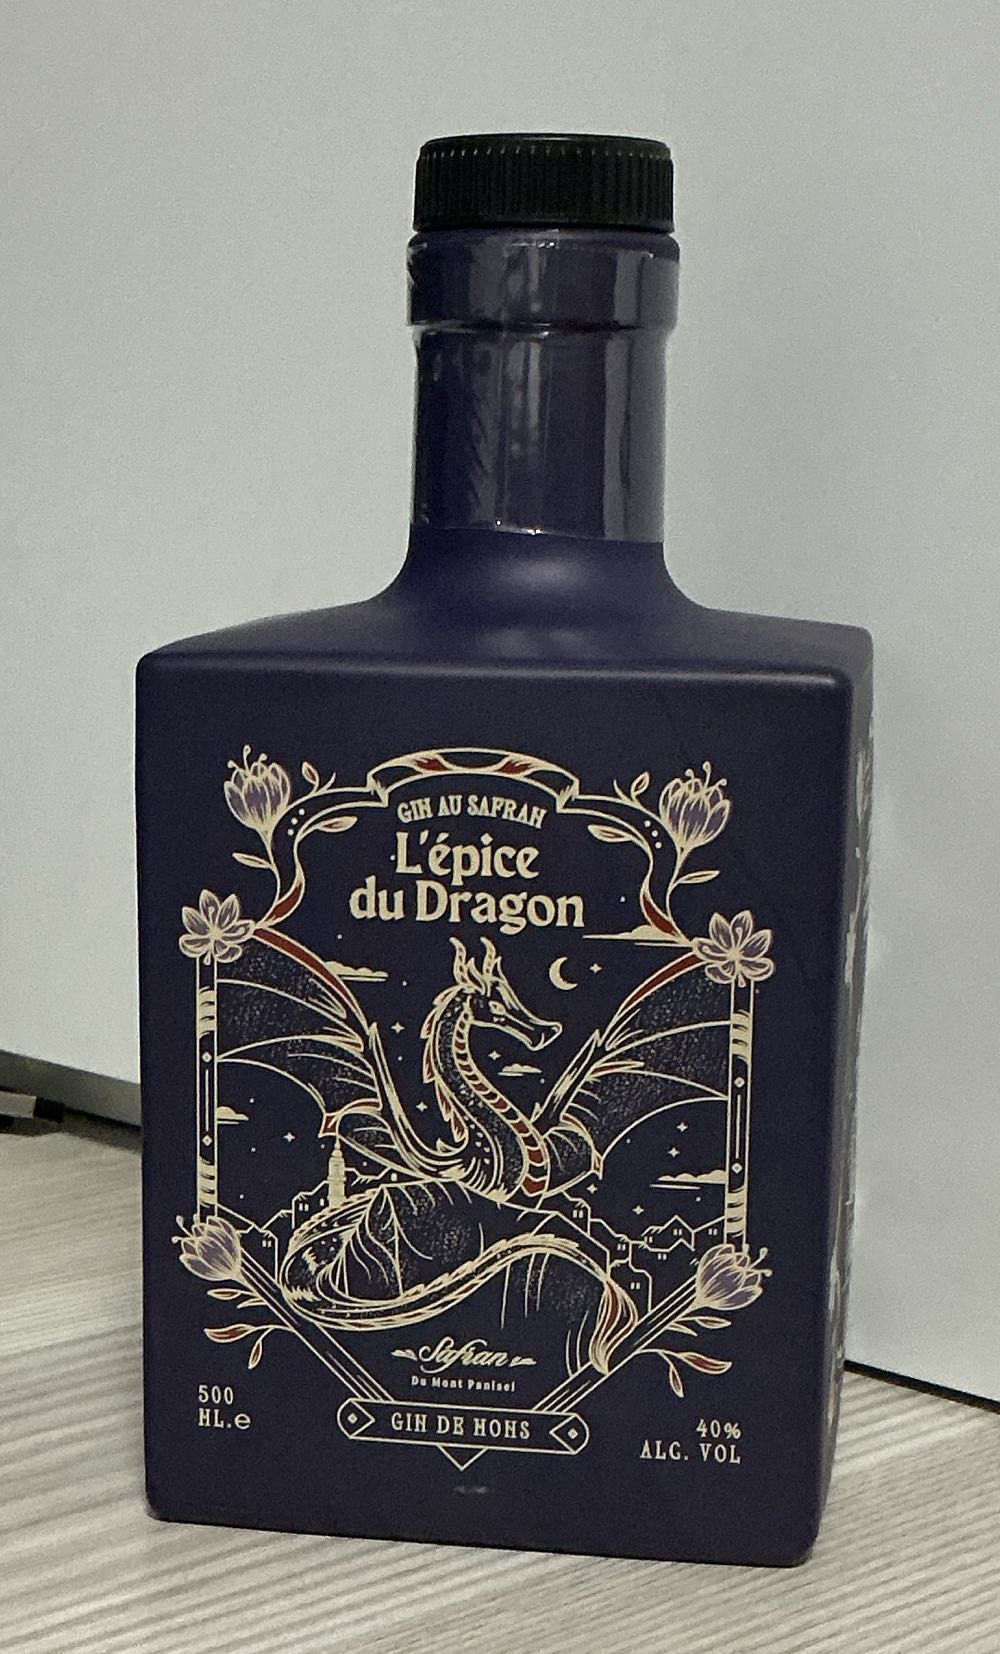 GIN AU SAFRAN
L'épice
du Dragon
Safran
Du Mont Panisel
500
ML.e
GIN DE MONS
40%
ALC. VOL